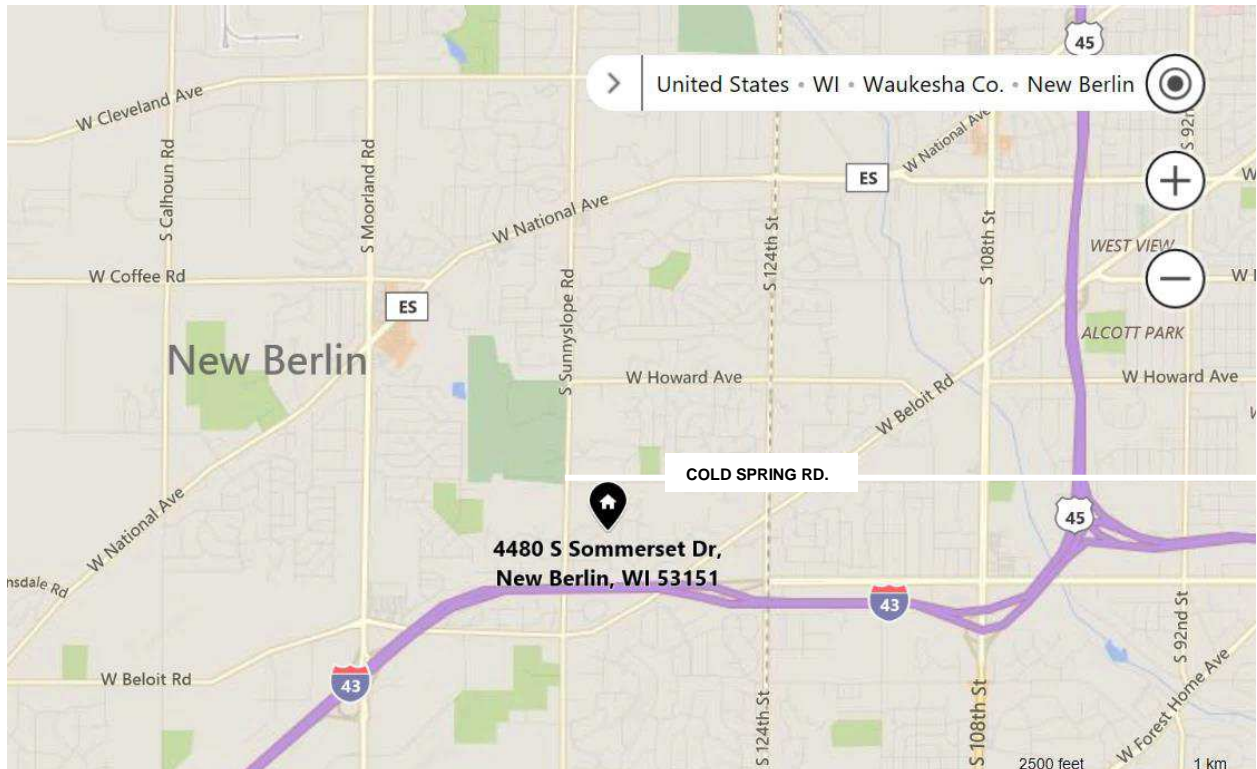 45
United States • WI • Waukesha Co. • New Berlin
W Cleveland Ave
S Calhoun Rd
S Moorland Rd
W National Ave
S 92n
ES
W National Ave
S 124th St
S 108th St
WEST VIEW
W Coffee Rd
ES
S Sunnyslope Rd
New Berlin
ALCOTT PARK
W Howard Ave
W Beloit Rd
W Howard Ave
COLD SPRING RD.
W National Ave
45
4480 S Sommerset Dr,
New Berlin, WI 53151
nsdale Rd
43
43
W Beloit Rd
S 92nd St
S 124th St
S 108th St
W Forest Home Ave
2500 feet
1 km